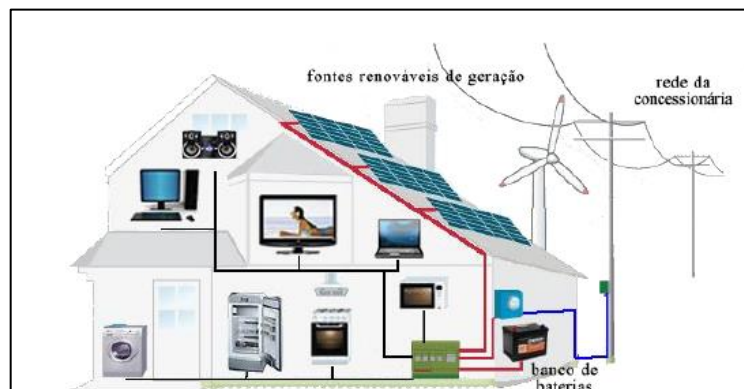 fontes renováveis de geração
rede da
concessionária
banco de
baterias